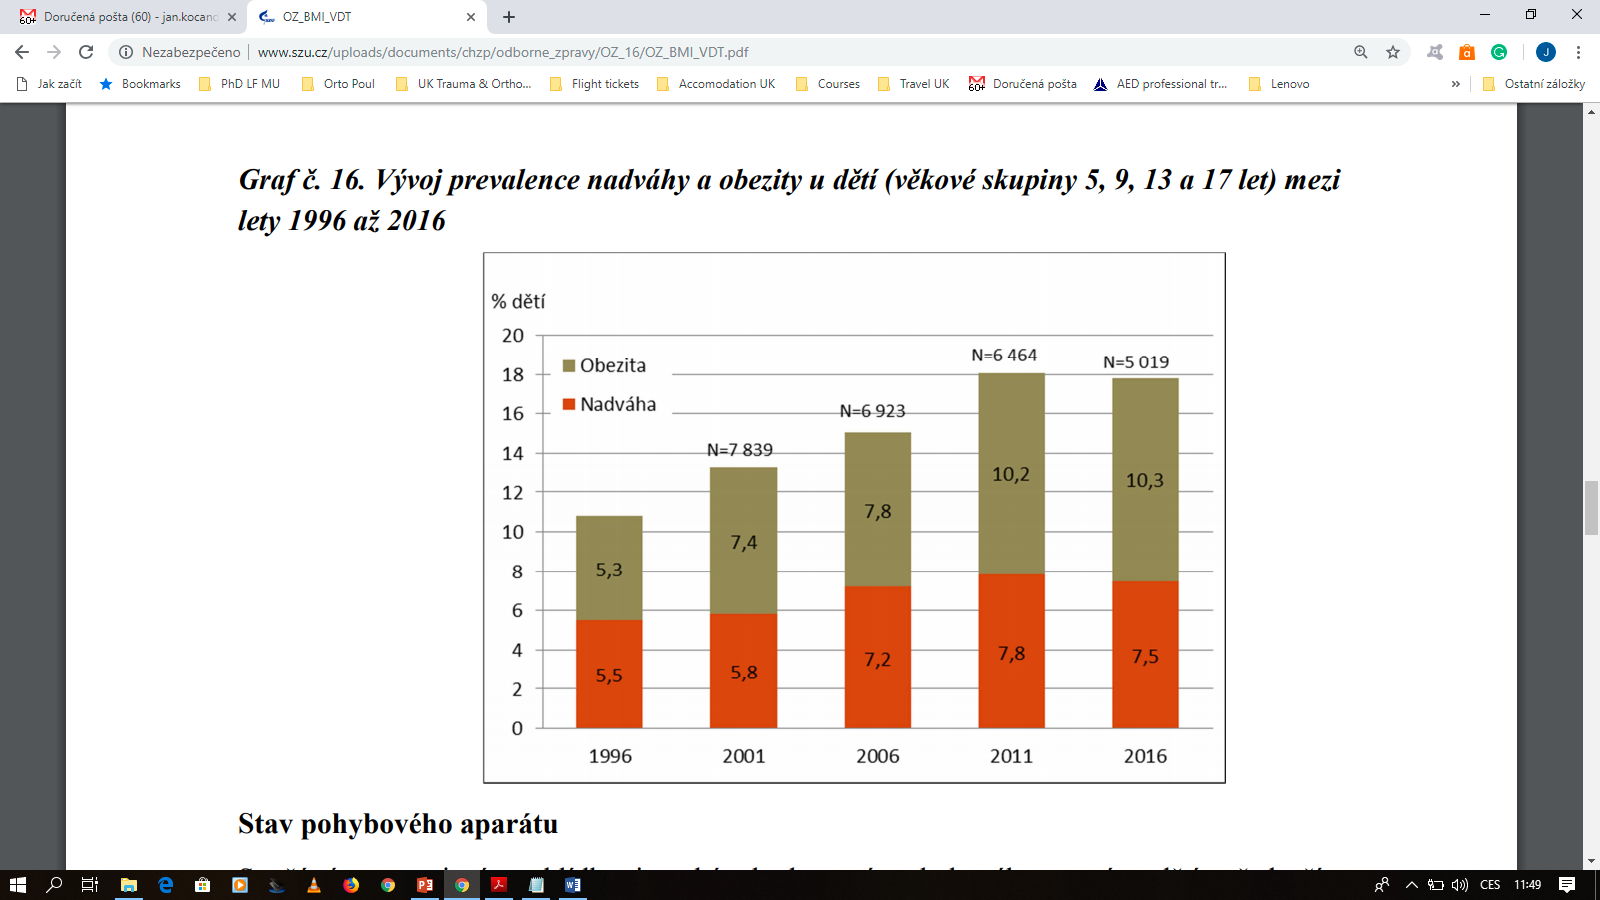 Doručená pošta (60) - jan.kocand
OZ_BMI_VDT
Nezabezpečeno | www.szu.cz/uploads/documents/chzp/odborne_zpravy/OZ_16/OZ_BMI_VDT.pdf
J
Jak začít
Bookmarks
PhD LF MU
Orto Poul
UK Trauma & Ortho...
Flight tickets
Accomodation UK
Courses
Travel UK
Doručená pošta
AED professional tr...
Lenovo
»
Ostatní záložky
Graf č. 16. Vývoj prevalence nadváhy a obezity u dětí (věkové skupiny 5, 9, 13 a 17 let) mezi
lety 1996 až 2016
% dětí
20
18
16
14
12
10
8
6
4
2
0
Obezita
Nadváha
N=7 839
N=6 923
N=6 464
N=5 019
5,3
7,4
7,8
10,2
10,3
5,5
5,8
7,2
7,8
7,5
1996
2001
2006
2011
2016
Stav pohybového aparátu
CES
11:49